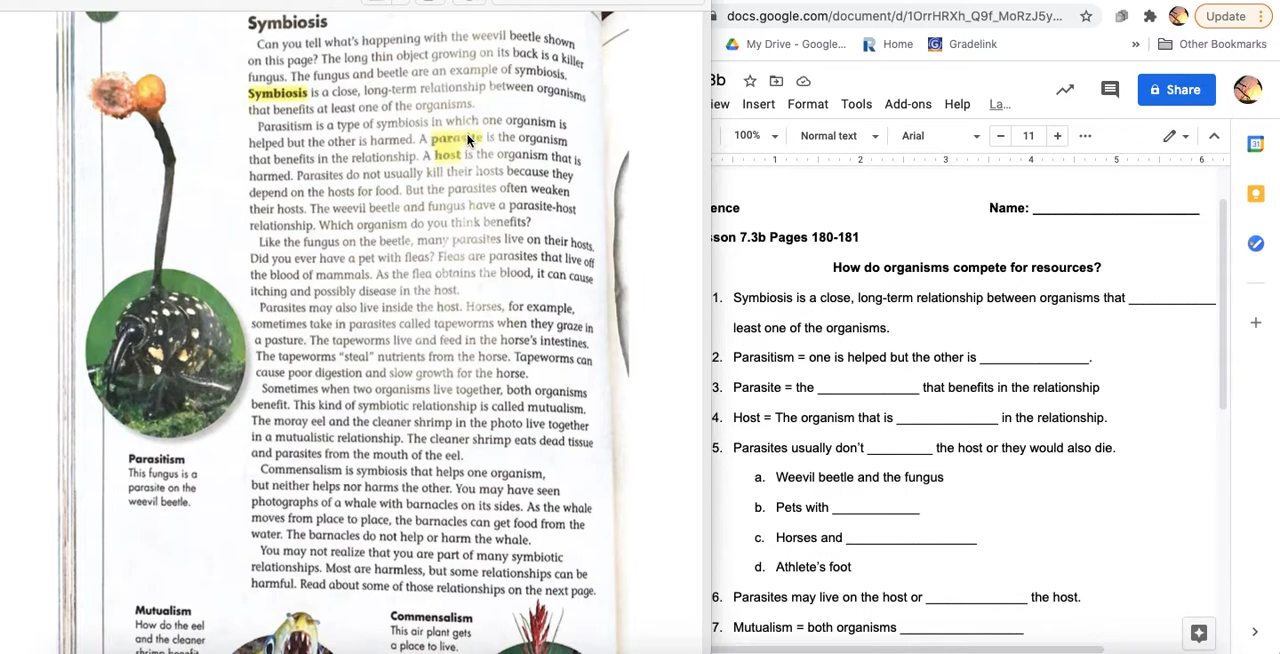 Symbiosis
Can you tell what's happening with the weevil beetle shown
on this page? The long thin object growing on its back is a killer
fungus. The fungus and beetle are an example of symbiosis.
Symbiosis is a close, long-term relationship between organisms
that benefits at least one of the organisms.
Parasitism is a type of symbiosis in which one organism is
helped but the other is harmed. A parasite is the organism
that benefits in the relationship. A host is the organism that is
harmed. Parasites do not usually kill their hosts because they
depend on the hosts for food. But the parasites often weaken
their hosts. The weevil beetle and fungus have a parasite-host
relationship. Which organism do you think benefits?
Like the fungus on the beetle, many parasites live on their hosts.
Did you ever have a pet with fleas? Fleas are parasites that live off
the blood of mammals. As the flea obtains the blood, it can cause
itching and possibly disease in the host.
Parasites may also live inside the host. Horses, for example,
sometimes take in parasites called tapeworms when they graze in
a pasture. The tapeworms live and feed in the horse's intestines.
The tapeworms "steal" nutrients from the horse. Tapeworms can
cause poor digestion and slow growth for the horse.
Sometimes when two organisms live together, both organisms
benefit. This kind of symbiotic relationship is called mutualism.
The moray eel and the cleaner shrimp in the photo live together
in a mutualistic relationship. The cleaner shrimp eats dead tissue
and parasites from the mouth of the eel.
Commensalism is symbiosis that helps one organism,
but neither helps nor harms the other. You may have seen
photographs of a whale with barnacles on its sides. As the whale
moves from place to place, the barnacles can get food from the
water. The barnacles do not help or harm the whale.
You may not realize that you are part of many symbiotic
relationships. Most are harmless, but some relationships can be
harmful. Read about some of those relationships on the next page.
Parasitism
This fungus is a
parasite on the
weevil beetle.
Mutualism
How do the eel
and the cleaner
shrimp benefit
Commensalism
This air plant gets
a place to live.
docs.google.com/document/d/1OrrHRXh_Q9f_MoRzJ5y...
Update
My Drive - Google...
Home
Gradelink
»
Other Bookmarks
3b
iew Insert Format Tools Add-ons Help La...
Share
100% Normal text Arial 11
1 2 3 4 5 6
ence Name: ____________________
sson 7.3b Pages 180-181
How do organisms compete for resources?
1. Symbiosis is a close, long-term relationship between organisms that ____________
least one of the organisms.
2. Parasitism = one is helped but the other is _______________.
3. Parasite = the ______________ that benefits in the relationship
4. Host = The organism that is ______________ in the relationship.
5. Parasites usually don't _________ the host or they would also die.
a. Weevil beetle and the fungus
b. Pets with ____________
c. Horses and __________________
d. Athlete's foot
6. Parasites may live on the host or ______________ the host.
7. Mutualism = both organisms _________________
31